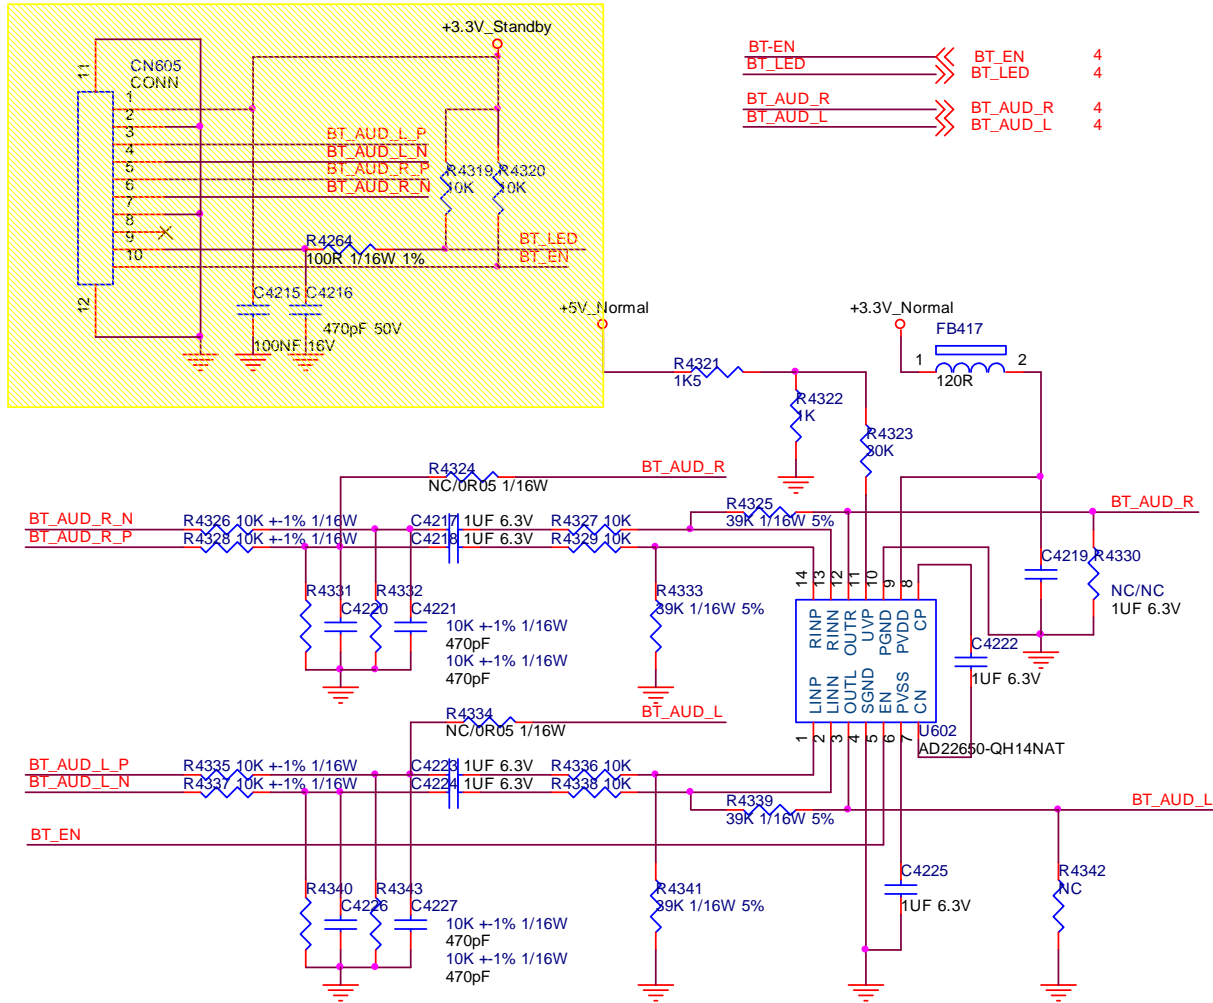 +3.3V_Standby
11
CN605
CONN
1
2
3
4
5
6
7
8
9
10
12
BT_AUD_L_P
BT_AUD_L_N
BT_AUD_R_P
BT_AUD_R_N
R4319
10K
R4320
10K
R4264
100R 1/16W 1%
BT_LED
BT_EN
C4215
C4216
470pF 50V
100NF 16V
BT-EN
BT_EN 4
BT_LED
BT_LED 4
BT_AUD_R
BT_AUD_R 4
BT_AUD_L
BT_AUD_L 4
+5V_Normal
+3.3V_Normal
FB417
1
2
120R
R4321
1K5
R4322
1K
R4323
30K
R4324
NC/0R05 1/16W
BT_AUD_R
BT_AUD_R_N
BT_AUD_R_P
R4326 10K +-1% 1/16W
R4328 10K +-1% 1/16W
C4217 1UF 6.3V
C4218 1UF 6.3V
R4327 10K
R4329 10K
R4325
39K 1/16W 5%
BT_AUD_R
R4331
C4220
R4332
C4221
10K +-1% 1/16W
470pF
10K +-1% 1/16W
470pF
R4333
39K 1/16W 5%
C4219
R4330
NC/NC
1UF 6.3V
14
13
12
11
10
9
8
RINP
RINN
OUTR
UVP
PGND
PVDD
CP
LINP
LINN
OUTL
SGND
EN
PVSS
CN
1
2
3
4
5
6
7
U602
AD22650-QH14NAT
C4222
1UF 6.3V
R4334
NC/0R05 1/16W
BT_AUD_L
BT_AUD_L_P
BT_AUD_L_N
R4335 10K +-1% 1/16W
R4337 10K +-1% 1/16W
C4223 1UF 6.3V
C4224 1UF 6.3V
R4336 10K
R4338 10K
R4339
39K 1/16W 5%
BT_AUD_L
BT_EN
R4340
C4226
R4343
C4227
10K +-1% 1/16W
470pF
10K +-1% 1/16W
470pF
R4341
39K 1/16W 5%
C4225
1UF 6.3V
R4342
NC